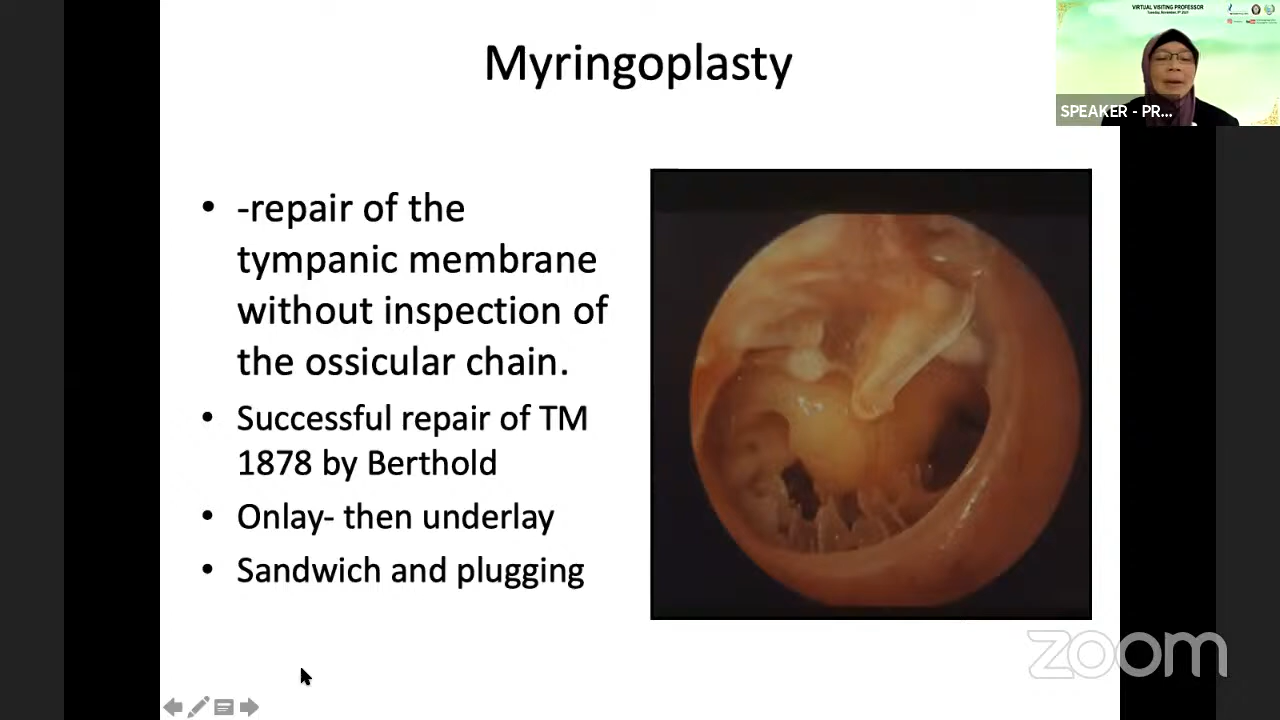 Myringoplasty
VIRTUAL VISITING PROFESSOR
SPEAKER - PR...
• -repair of the
tympanic membrane
without inspection of
the ossicular chain.
• Successful repair of TM
1878 by Berthold
• Onlay- then underlay
• Sandwich and plugging
zoom